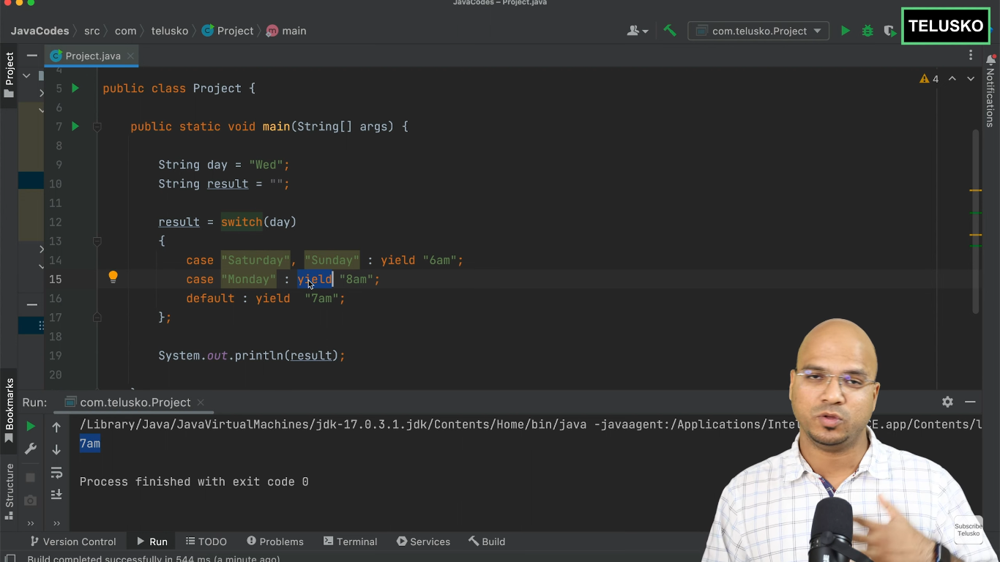 JavaCodes – Project.java
JavaCodes src com telusko Project main com.telusko.Project TELUSKO
Project Project.java
4
5 public class Project {
6
7 public static void main(String[] args) {
8
9 String day = "Wed";
10 String result = "";
11
12 result = switch(day)
13 {
14 case "Saturday", "Sunday" : yield "6am";
15 case "Monday" : yield "8am";
16 default : yield "7am";
17 };
18
19 System.out.println(result);
20
4
Notifications
Bookmarks
Structure
Run: com.telusko.Project
/Library/Java/JavaVirtualMachines/jdk-17.0.3.1.jdk/Contents/Home/bin/java -javaagent:/Applications/Inte CE.app/Contents/l
7am
Process finished with exit code 0
Subscribe
Telusko
Version Control Run TODO Problems Terminal Services Build
Build completed successfully in 544 ms (a minute ago)